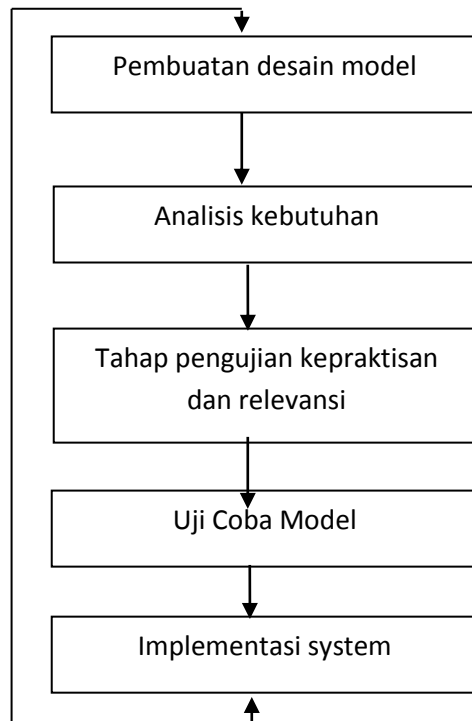 Pembuatan desain model
Analisis kebutuhan
Tahap pengujian kepraktisan
dan relevansi
Uji Coba Model
Implementasi system